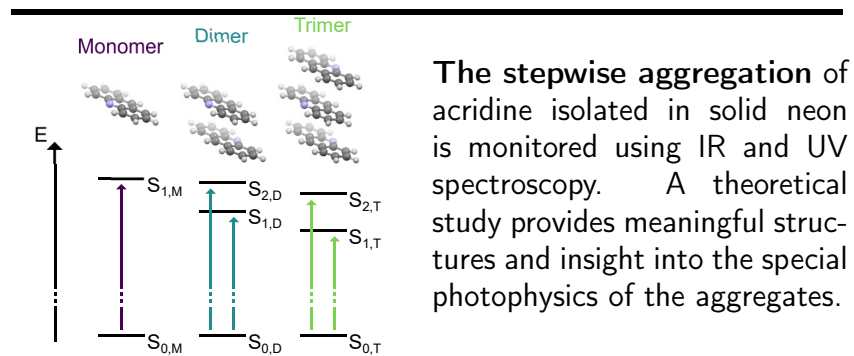 Monomer
Dimer
Trimer
E
S1,M
S2,D
S1,D
S2,T
S1,T
S0,M
S0,D
S0,T
The stepwise aggregation of
acridine isolated in solid neon
is monitored using IR and UV
spectroscopy. A theoretical
study provides meaningful struc-
tures and insight into the special
photophysics of the aggregates.